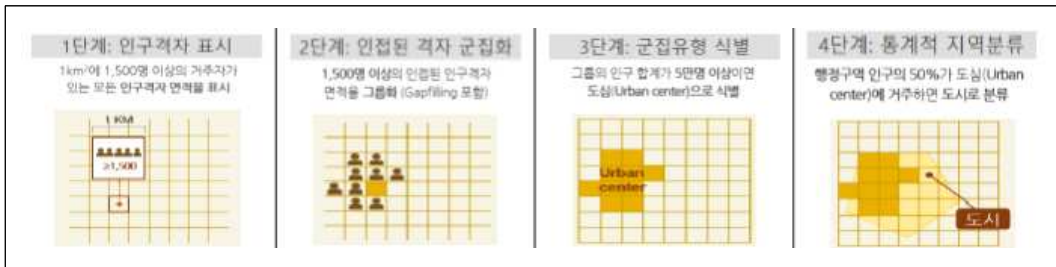 1단계: 인구격자 표시
1km²에 1,500명 이상의 거주자가
있는 모든 인구격자 면적을 표시
1 KM
≥1,500
2단계: 인접된 격자 군집화
1,500명 이상의 인접된 인구격자
면적을 그룹화 (Gapfilling 포함)
3단계: 군집유형 식별
그룹의 인구 합계가 5만명 이상이면
도심(Urban center)으로 식별
Urban
center
4단계: 통계적 지역분류
행정구역 인구의 50%가 도심(Urban
center)에 거주하면 도시로 분류
도시